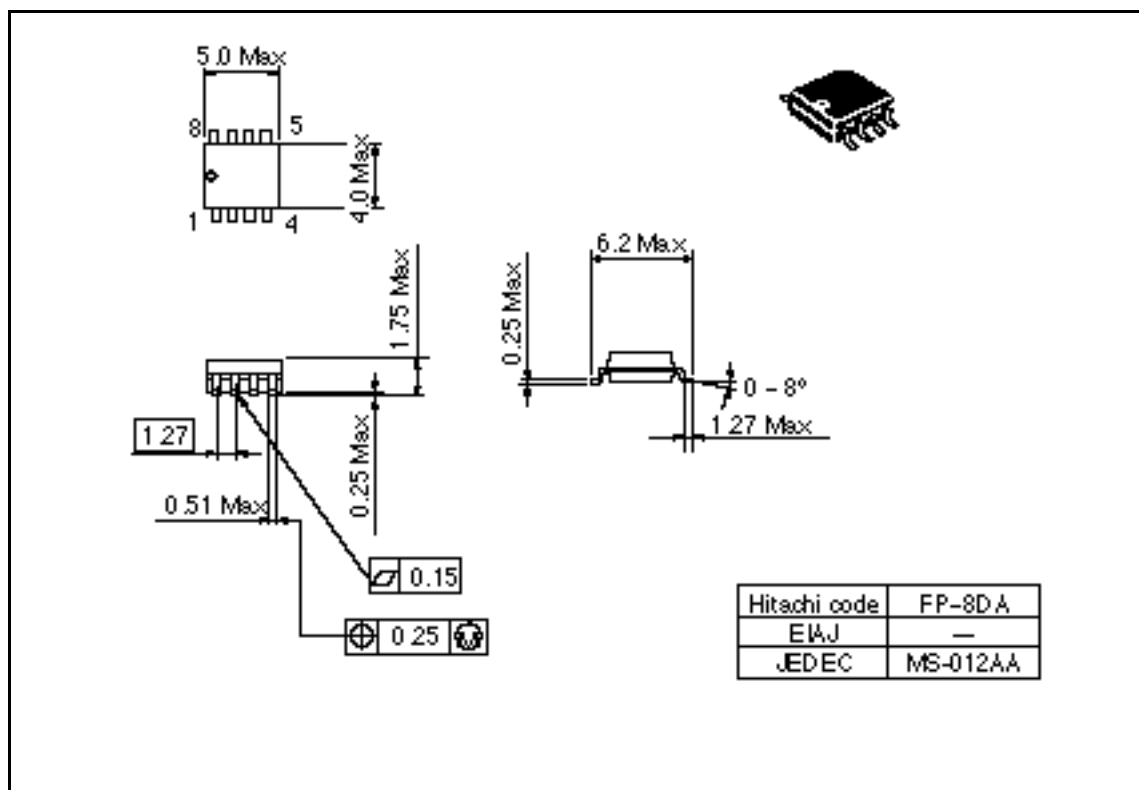 5.0 Max
8
5
4.0 Max
1
4
1.75 Max
6.2 Max
0.25 Max
0 – 8°
1.27 Max
1.27
0.25 Max
0.51 Max
0.15
0.25 M
Hitachi code FP–8DA
EIAJ —
JEDEC MS-012AA